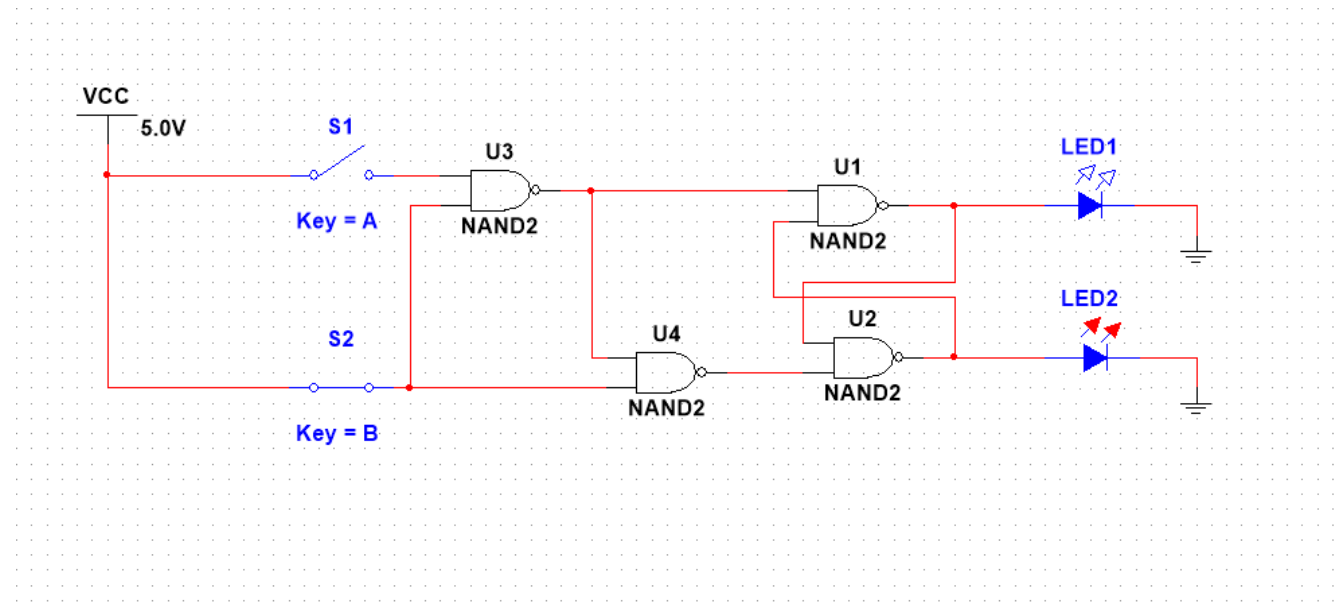 VCC
5.0V
S1
Key = A
U3
NAND2
U1
NAND2
LED1
S2
Key = B
U4
NAND2
U2
NAND2
LED2